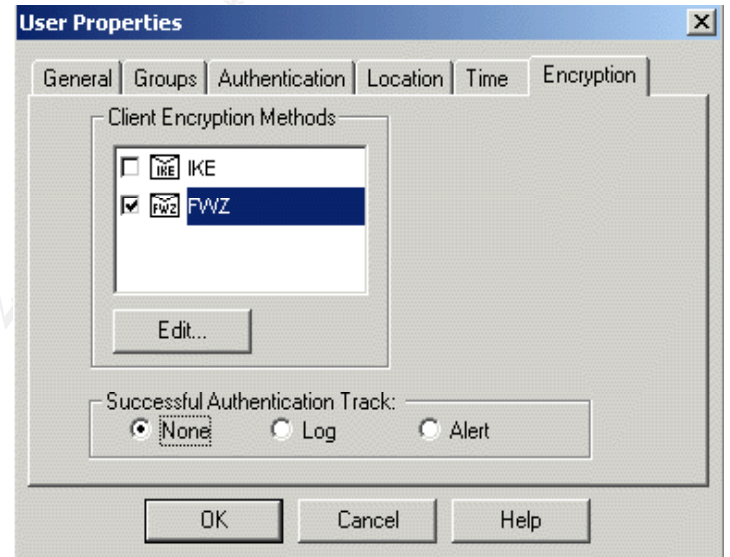 User Properties
General Groups Authentication Location Time Encryption
Client Encryption Methods
IKE IKE
FWZ FWZ
Edit...
Successful Authentication Track:
None Log Alert
OK Cancel Help